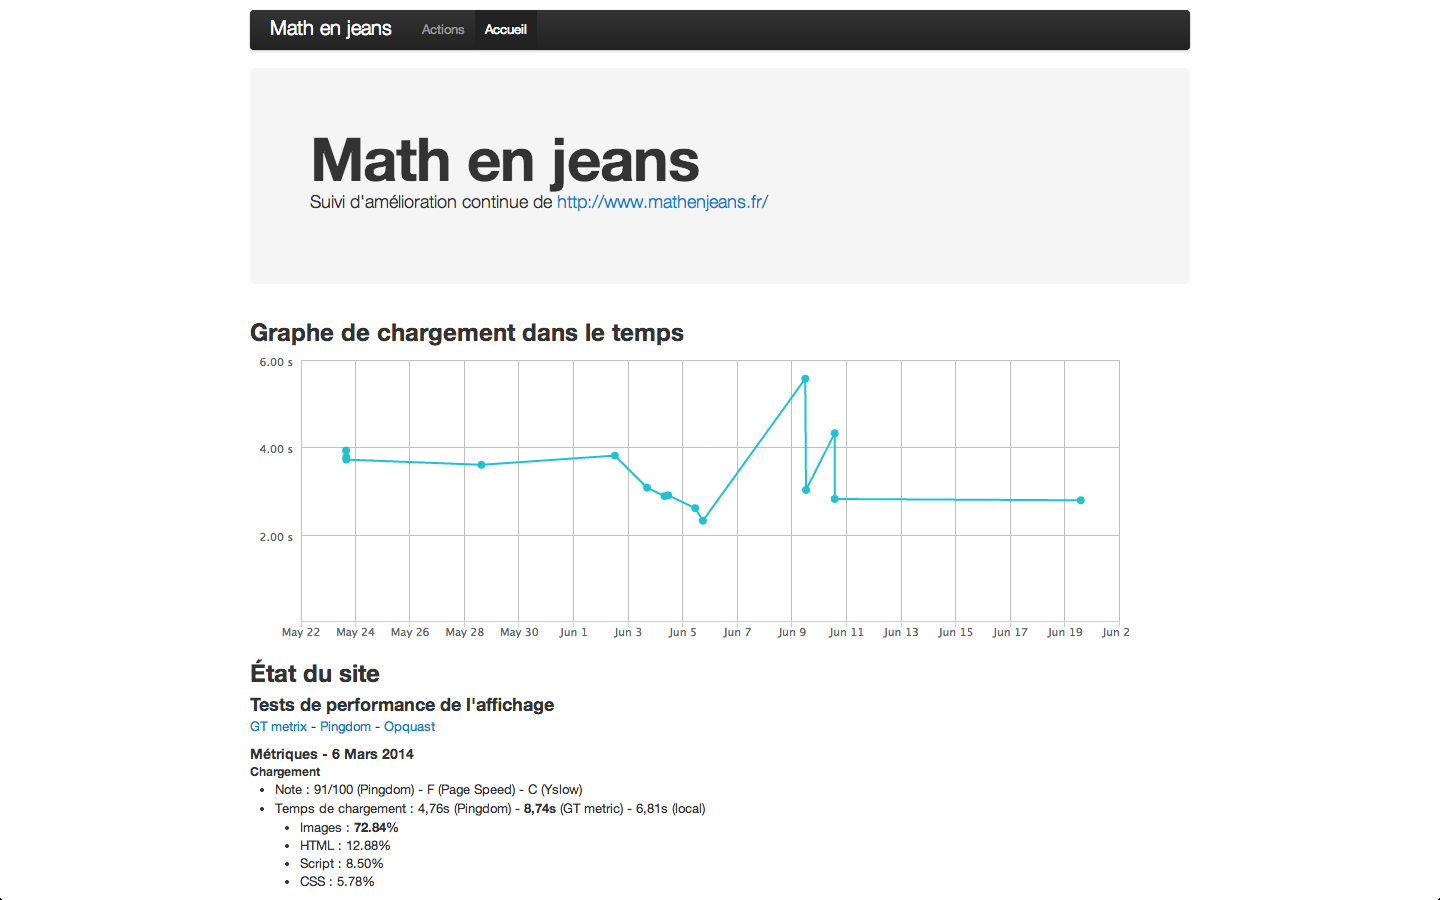 Math en jeans Actions Accueil
Math en jeans
Suivi d'amélioration continue de http://www.mathenjeans.fr/
Graphe de chargement dans le temps
6.00 s
4.00 s
2.00 s
May 22 May 24 May 26 May 28 May 30 Jun 1 Jun 3 Jun 5 Jun 7 Jun 9 Jun 11 Jun 13 Jun 15 Jun 17 Jun 19 Jun 2
État du site
Tests de performance de l'affichage
GT metrix - Pingdom - Opquast
Métriques - 6 Mars 2014
Chargement
• Note : 91/100 (Pingdom) - F (Page Speed) - C (Yslow)
• Temps de chargement : 4,76s (Pingdom) - 8,74s (GT metric) - 6,81s (local)
• Images : 72.84%
• HTML : 12.88%
• Script : 8.50%
• CSS : 5.78%